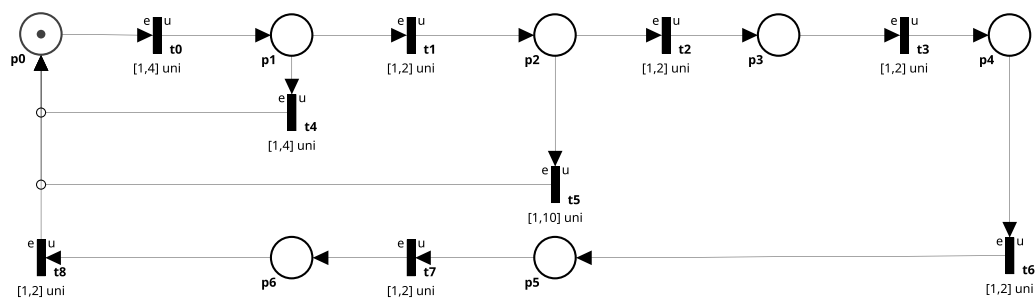 e u
e u
e u
e u
p0
t0
p1
t1
p2
t2
p3
t3
p4
[1,4] uni
[1,2] uni
[1,2] uni
[1,2] uni
e u
t4
[1,4] uni
e u
t5
[1,10] uni
e u
e u
e u
t8
p6
t7
p5
t6
[1,2] uni
[1,2] uni
[1,2] uni